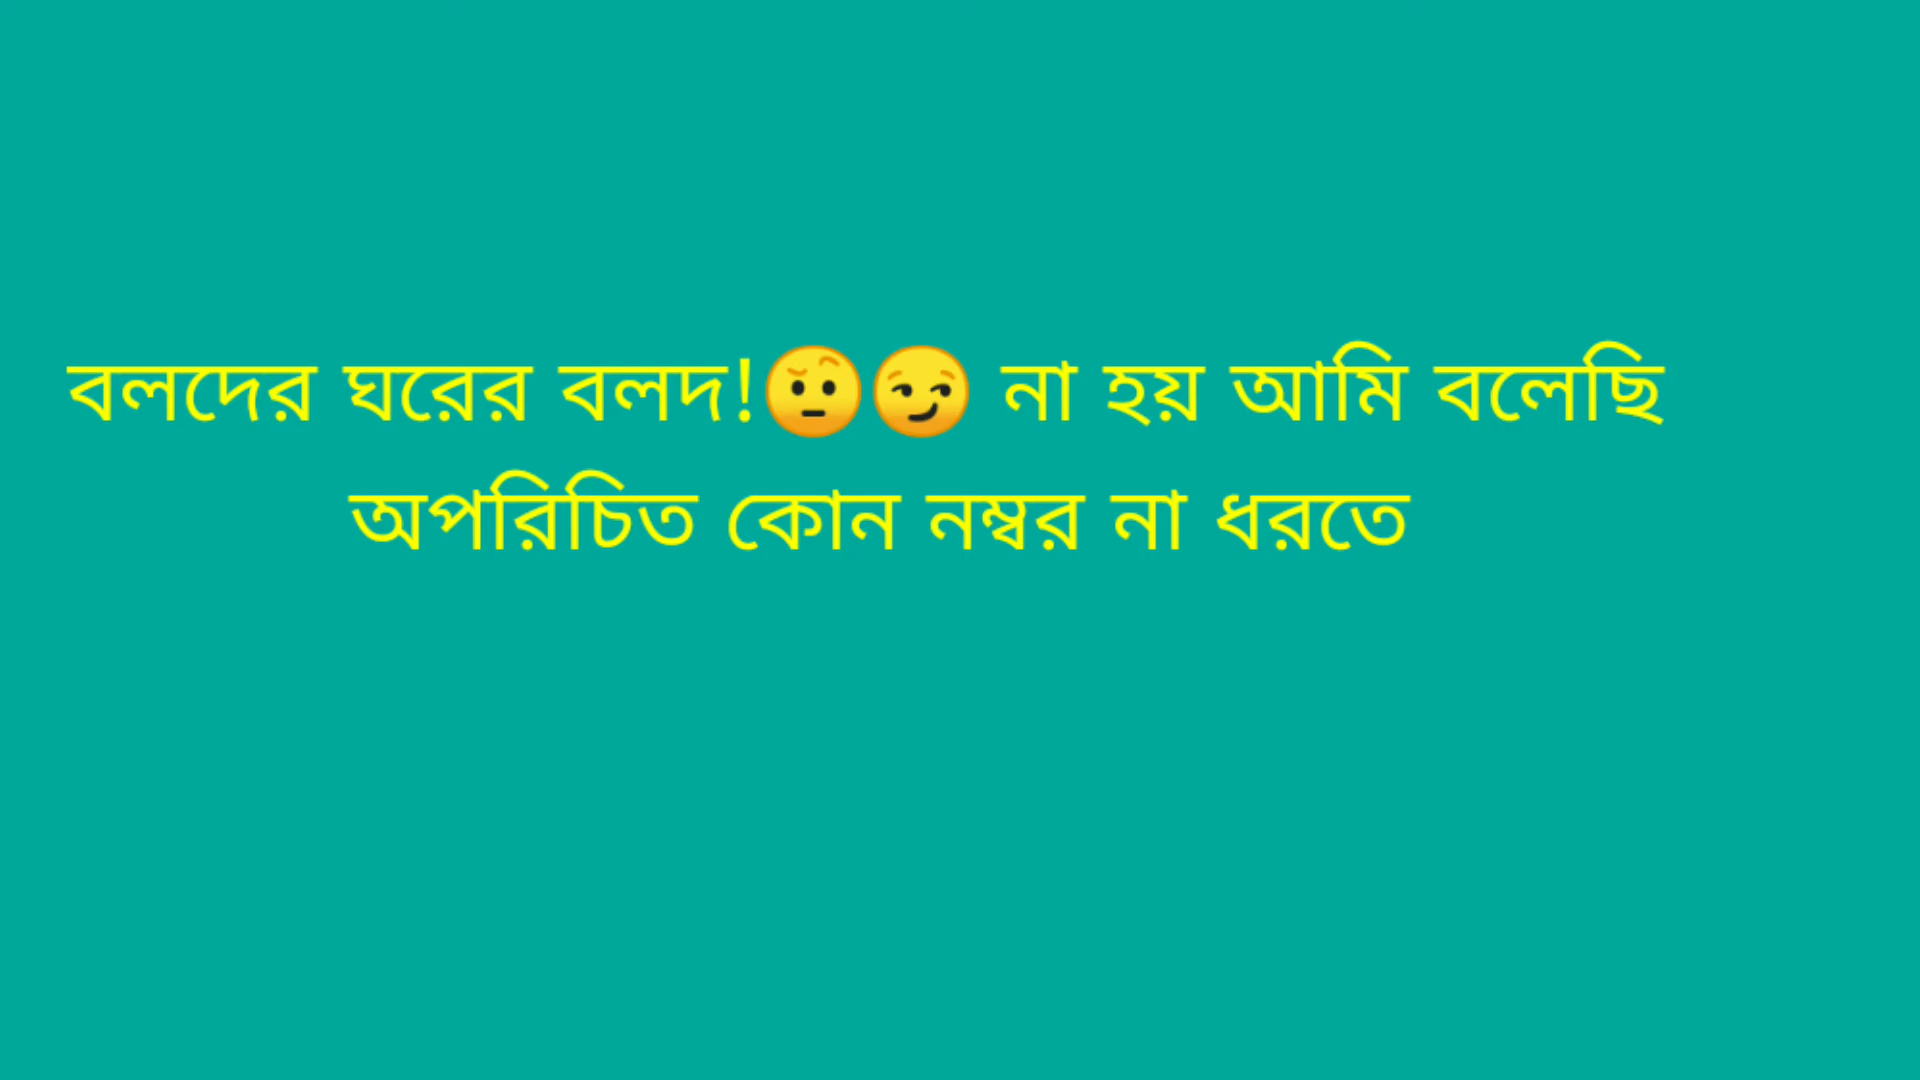 বলদের ঘরের বলদ!🤨😏 না হয় আমি বলেছি
অপরিচিত কোন নম্বর না ধরতে